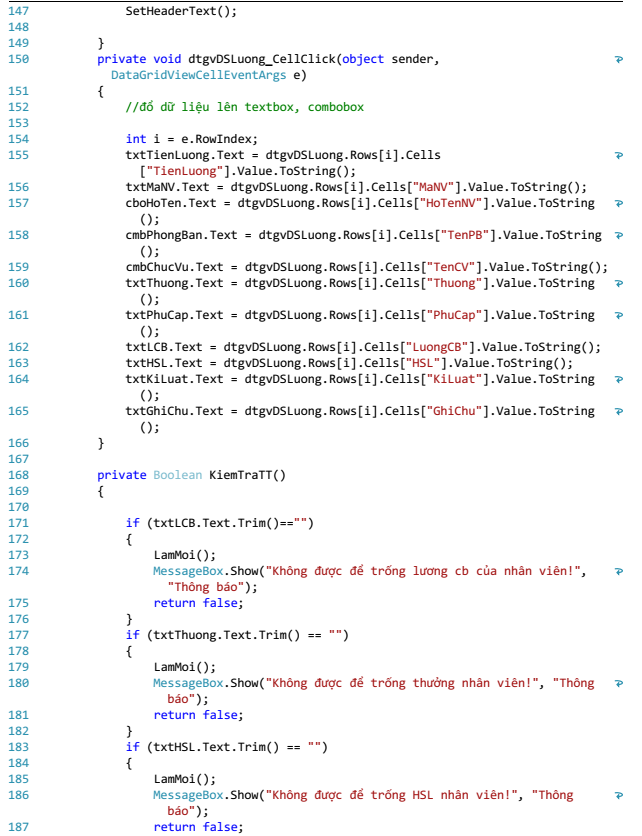 147 SetHeaderText();
148
149 }
150 private void dtgvDSLuong_CellClick(object sender,
DataGridViewCellEventArgs e)
151 {
152 //đổ dữ liệu lên textbox, combobox
153
154 int i = e.RowIndex;
155 txtTienLuong.Text = dtgvDSLuong.Rows[i].Cells
["TienLuong"].Value.ToString();
156 txtMaNV.Text = dtgvDSLuong.Rows[i].Cells["MaNV"].Value.ToString();
157 cboHoTen.Text = dtgvDSLuong.Rows[i].Cells["HoTenNV"].Value.ToString
();
158 cmbPhongBan.Text = dtgvDSLuong.Rows[i].Cells["TenPB"].Value.ToString
();
159 cmbChucVu.Text = dtgvDSLuong.Rows[i].Cells["TenCV"].Value.ToString();
160 txtThuong.Text = dtgvDSLuong.Rows[i].Cells["Thuong"].Value.ToString
();
161 txtPhuCap.Text = dtgvDSLuong.Rows[i].Cells["PhuCap"].Value.ToString
();
162 txtLCB.Text = dtgvDSLuong.Rows[i].Cells["LuongCB"].Value.ToString();
163 txtHSL.Text = dtgvDSLuong.Rows[i].Cells["HSL"].Value.ToString();
164 txtKiLuat.Text = dtgvDSLuong.Rows[i].Cells["KiLuat"].Value.ToString
();
165 txtGhiChu.Text = dtgvDSLuong.Rows[i].Cells["GhiChu"].Value.ToString
();
166 }
167
168 private Boolean KiemTraTT()
169 {
170
171 if (txtLCB.Text.Trim()=="")
172 {
173 LamMoi();
174 MessageBox.Show("Không được để trống lương cb của nhân viên!",
"Thông báo");
175 return false;
176 }
177 if (txtThuong.Text.Trim() == "")
178 {
179 LamMoi();
180 MessageBox.Show("Không được để trống thưởng nhân viên!", "Thông
báo");
181 return false;
182 }
183 if (txtHSL.Text.Trim() == "")
184 {
185 LamMoi();
186 MessageBox.Show("Không được để trống HSL nhân viên!", "Thông
báo");
187 return false;